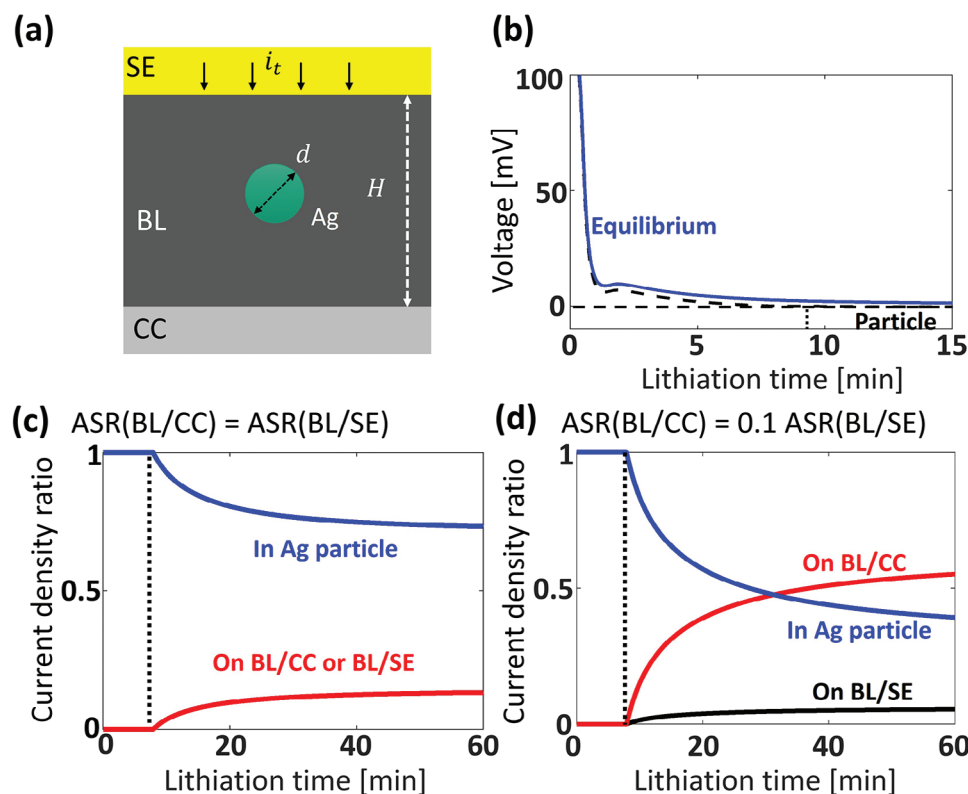 (a)
SE
i_t
d
H
Ag
BL
CC
(b)
100
50
0
Voltage [mV]
Equilibrium
Particle
0 5 10 15
Lithiation time [min]
(c) ASR(BL/CC) = ASR(BL/SE)
1
0.5
0
Current density ratio
In Ag particle
On BL/CC or BL/SE
0 20 40 60
Lithiation time [min]
(d) ASR(BL/CC) = 0.1 ASR(BL/SE)
1
0.5
0
Current density ratio
On BL/CC
In Ag particle
On BL/SE
0 20 40 60
Lithiation time [min]